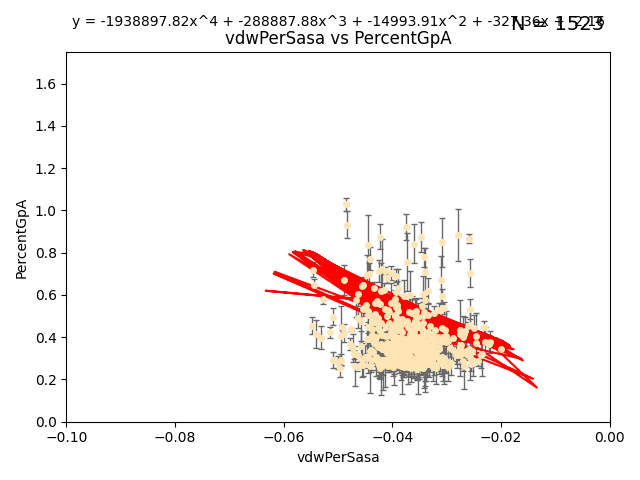 y = -1938897.82x^4 + -288887.88x^3 + -14993.91x^2 + -327.36x + -2.16
N = 1523
vdwPerSasa vs PercentGpA
PercentGpA
1.6
1.4
1.2
1.0
0.8
0.6
0.4
0.2
0.0
−0.10 −0.08 −0.06 −0.04 −0.02 0.00
vdwPerSasa